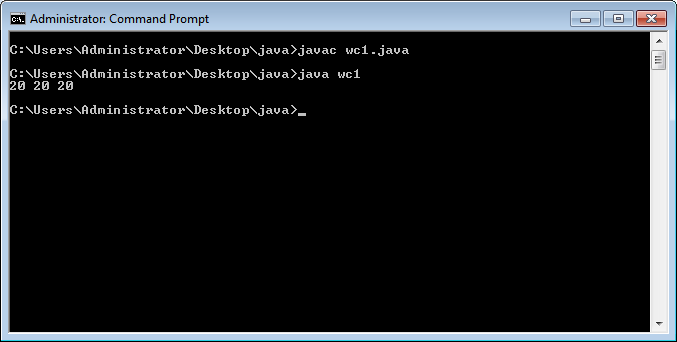 Administrator: Command Prompt
C:\Users\Administrator\Desktop\java>javac wc1.java
C:\Users\Administrator\Desktop\java>java wc1
20 20 20
C:\Users\Administrator\Desktop\java>_